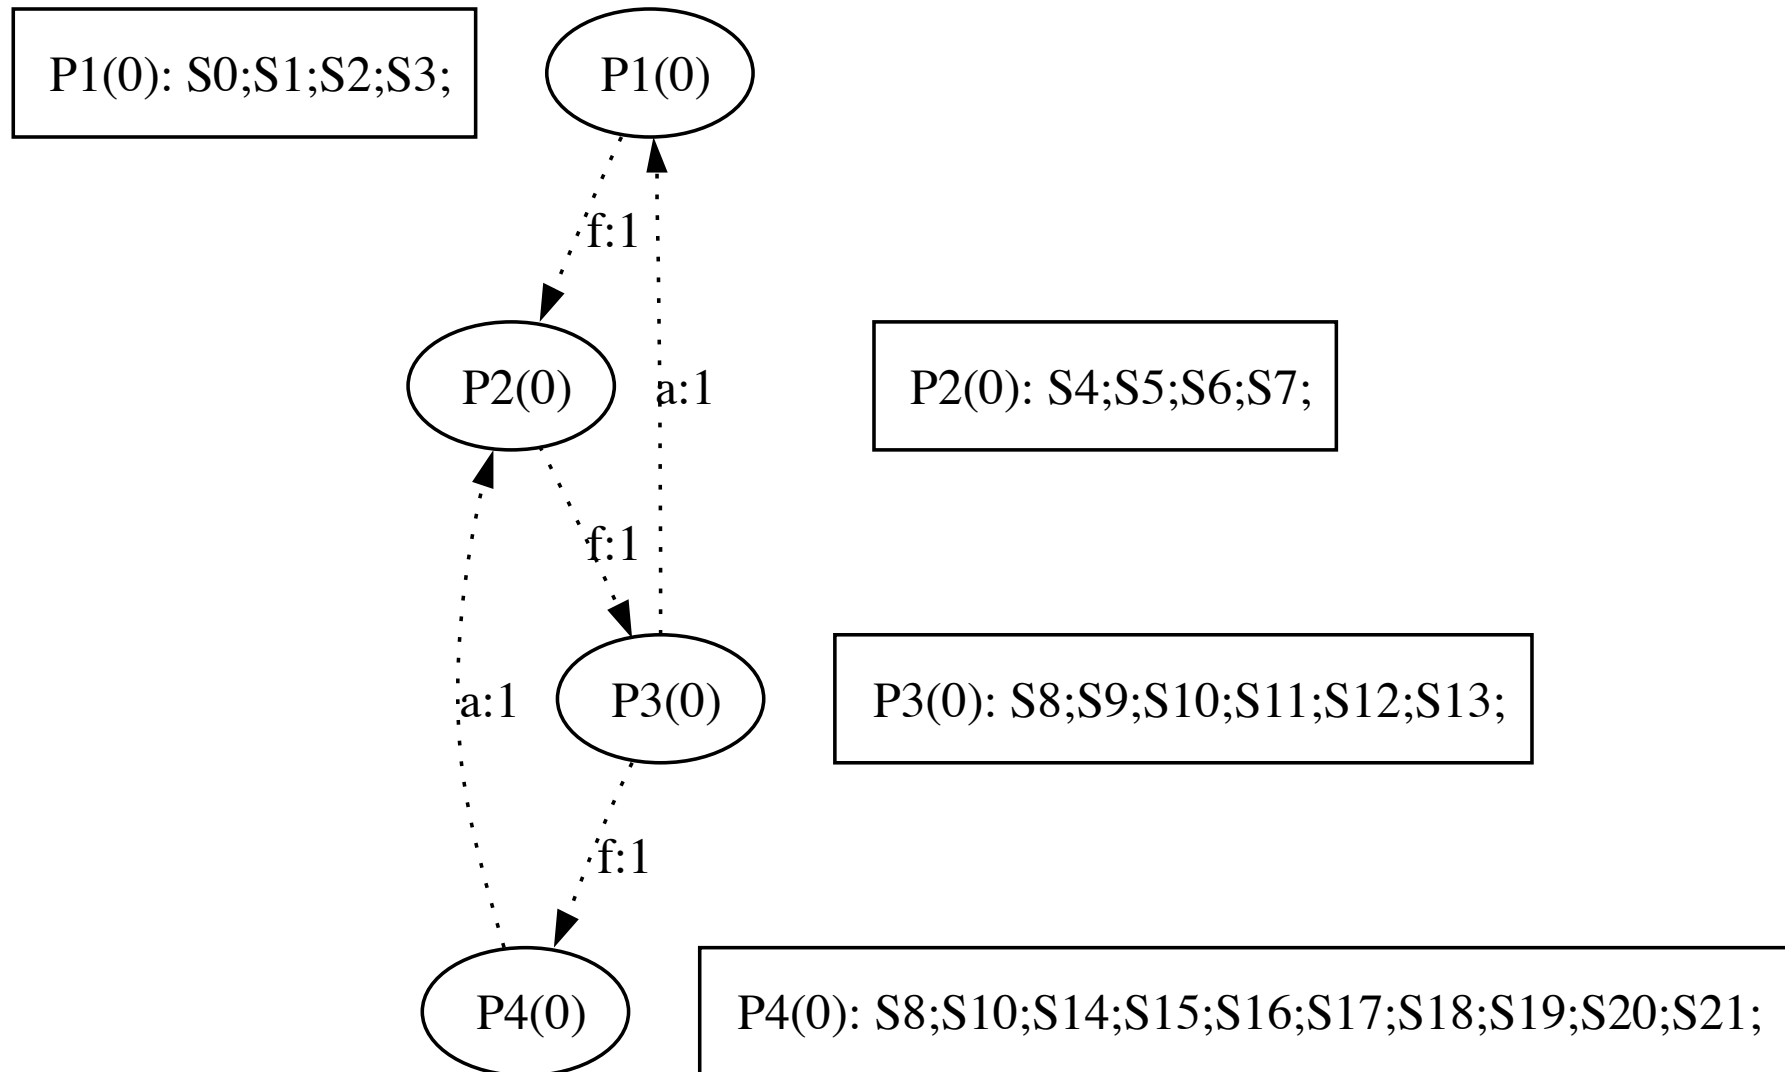 P1(0): S0;S1;S2;S3;
P1(0)
f:1
P2(0)
a:1
P2(0): S4;S5;S6;S7;
f:1
a:1
P3(0)
P3(0): S8;S9;S10;S11;S12;S13;
f:1
P4(0)
P4(0): S8;S10;S14;S15;S16;S17;S18;S19;S20;S21;